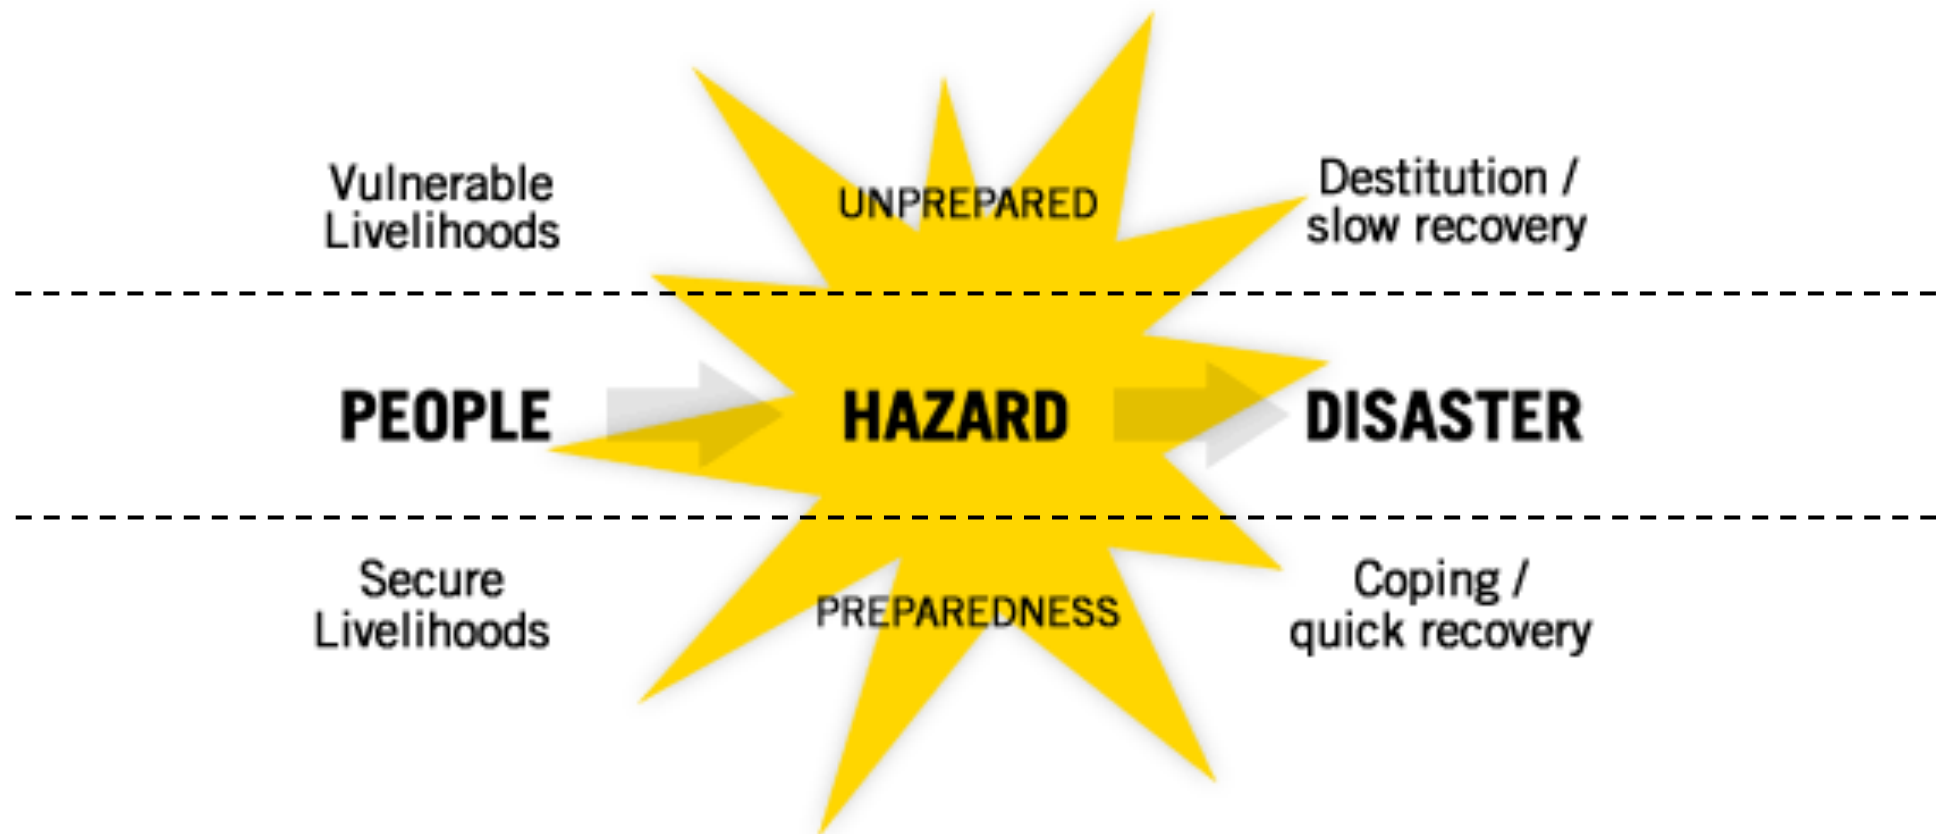 Vulnerable
Livelihoods
UNPREPARED
Destitution /
slow recovery
PEOPLE
HAZARD
DISASTER
Secure
Livelihoods
PREPAREDNESS
Coping /
quick recovery